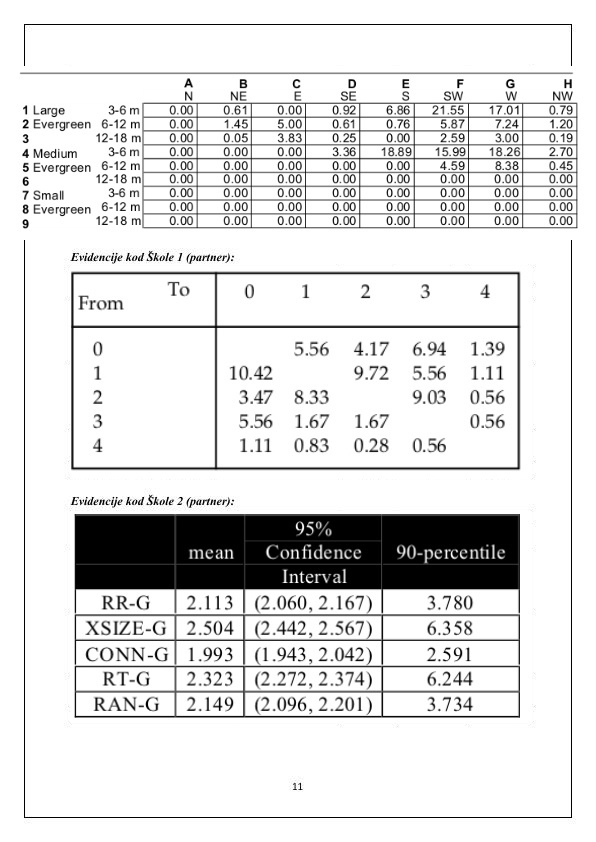 A B C D E F G H
N NE E SE S SW W NW
1 Large 3-6 m 0.00 0.61 0.00 0.92 6.86 21.55 17.01 0.79
2 Evergreen 6-12 m 0.00 1.45 5.00 0.61 0.76 5.87 7.24 1.20
3 12-18 m 0.00 0.05 3.83 0.25 0.00 2.59 3.00 0.19
4 Medium 3-6 m 0.00 0.00 0.00 3.36 18.89 15.99 18.26 2.70
5 Evergreen 6-12 m 0.00 0.00 0.00 0.00 0.00 4.59 8.38 0.45
6 12-18 m 0.00 0.00 0.00 0.00 0.00 0.00 0.00 0.00
7 Small 3-6 m 0.00 0.00 0.00 0.00 0.00 0.00 0.00 0.00
8 Evergreen 6-12 m 0.00 0.00 0.00 0.00 0.00 0.00 0.00 0.00
9 12-18 m 0.00 0.00 0.00 0.00 0.00 0.00 0.00 0.00
Evidencije kod Škole 1 (partner):
To 0 1 2 3 4
From
0 5.56 4.17 6.94 1.39
1 10.42 9.72 5.56 1.11
2 3.47 8.33 9.03 0.56
3 5.56 1.67 1.67 0.56
4 1.11 0.83 0.28 0.56
Evidencije kod Škole 2 (partner):
95%
mean Confidence 90-percentile
Interval
RR-G 2.113 (2.060, 2.167) 3.780
XSIZE-G 2.504 (2.442, 2.567) 6.358
CONN-G 1.993 (1.943, 2.042) 2.591
RT-G 2.323 (2.272, 2.374) 6.244
RAN-G 2.149 (2.096, 2.201) 3.734
11